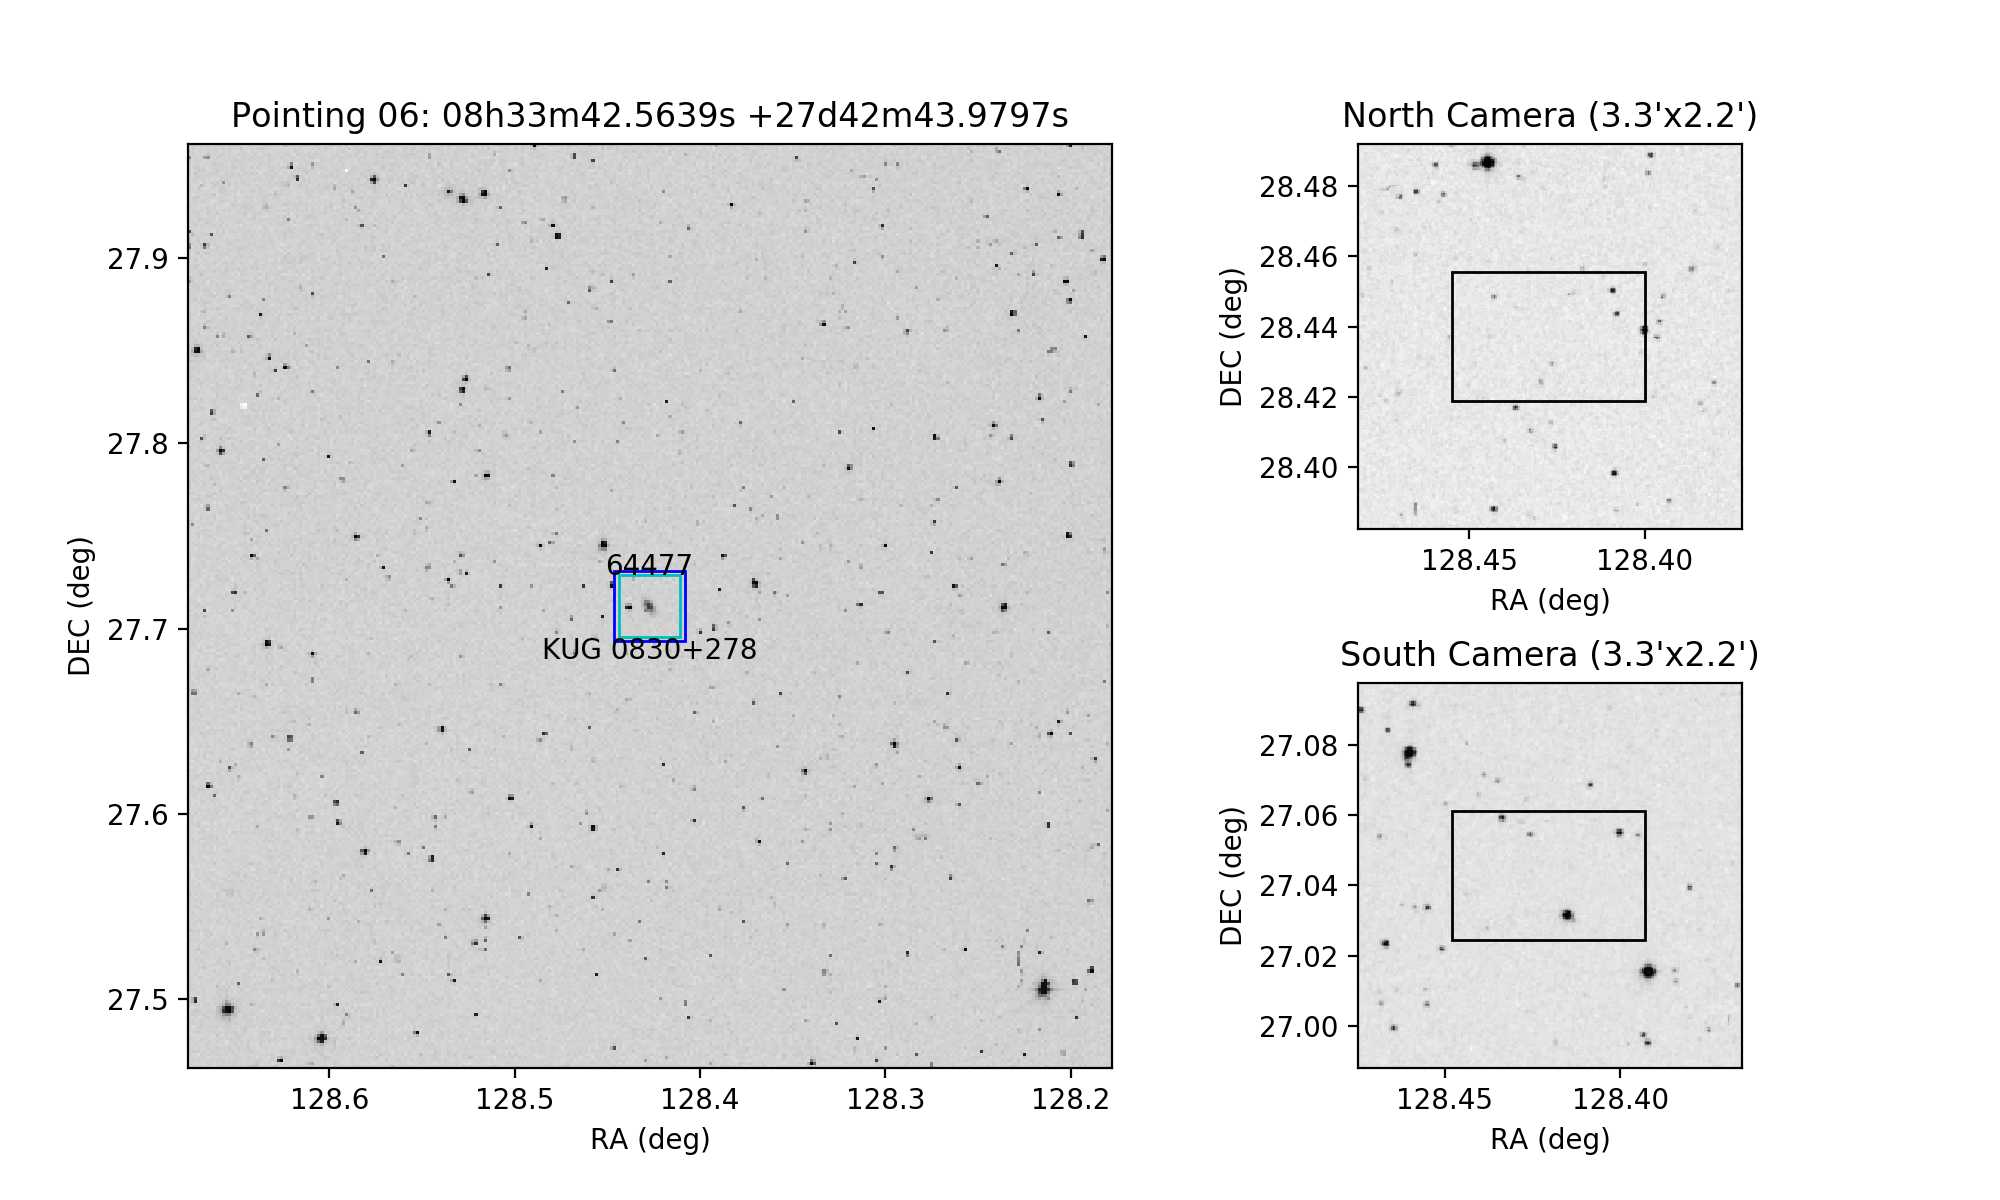 Pointing 06: 08h33m42.5639s +27d42m43.9797s
27.9
27.8
27.7
27.6
27.5
DEC (deg)
64477
KUG 0830+278
128.6 128.5 128.4 128.3 128.2
RA (deg)
North Camera (3.3'x2.2')
28.48
28.46
28.44
28.42
28.40
DEC (deg)
128.45 128.40
RA (deg)
South Camera (3.3'x2.2')
27.08
27.06
27.04
27.02
27.00
DEC (deg)
128.45 128.40
RA (deg)